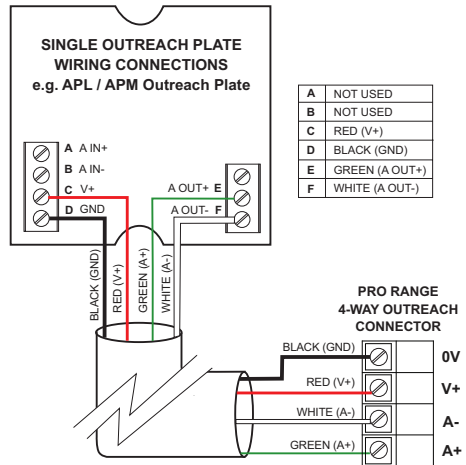 SINGLE OUTREACH PLATE
WIRING CONNECTIONS
e.g. APL / APM Outreach Plate
A A IN+
B A IN-
C V+
D GND
A OUT+ E
A OUT- F
A NOT USED
B NOT USED
C RED (V+)
D BLACK (GND)
E GREEN (A OUT+)
F WHITE (A OUT-)
BLACK (GND)
RED (V+)
GREEN (A+)
WHITE (A-)
PRO RANGE
4-WAY OUTREACH
CONNECTOR
BLACK (GND) 0V
RED (V+) V+
WHITE (A-) A-
GREEN (A+) A+